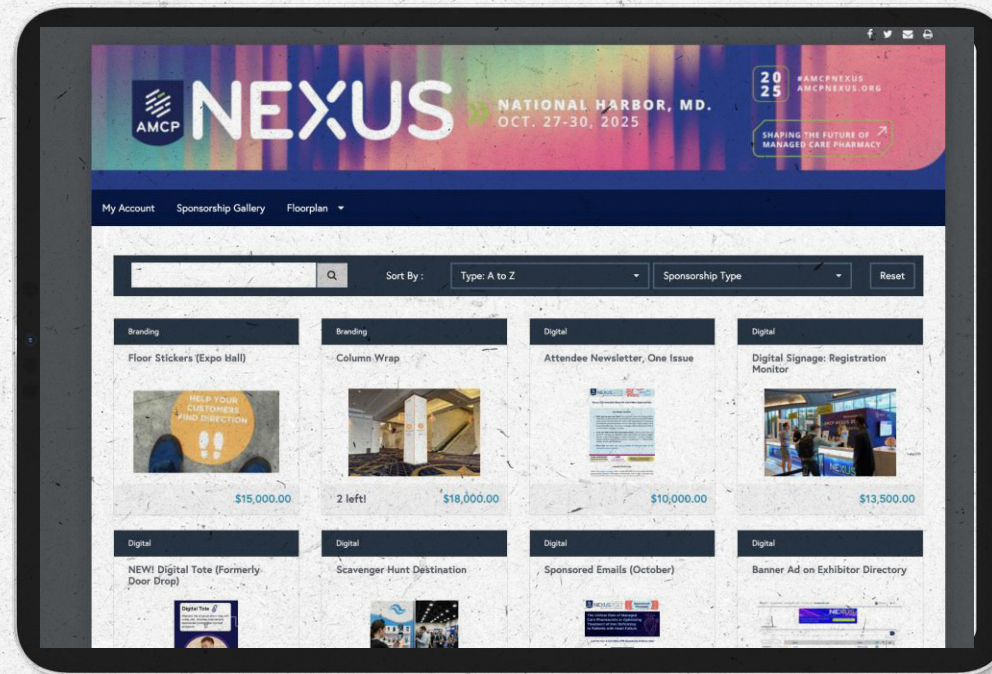 AMCP
NEXUS
NATIONAL HARBOR, MD.
OCT. 27-30, 2025
20
25
#AMCPNEXUS
AMCPNEXUS.ORG
SHAPING THE FUTURE OF
MANAGED CARE PHARMACY
My Account Sponsorship Gallery Floorplan
Sort By : Type: A to Z Sponsorship Type Reset
Branding
Floor Stickers (Expo Hall)
HELP YOUR
CUSTOMERS
FIND DIRECTION
$15,000.00
Branding
Column Wrap
2 left! $18,000.00
Digital
Attendee Newsletter, One Issue
NEXUS
$10,000.00
Digital
Digital Signage: Registration
Monitor
AMCP NEXUS
NEXUS
$13,500.00
Digital
NEW! Digital Tote (Formerly
Door Drop)
Digital Tote
Digital
Scavenger Hunt Destination
Digital
Sponsored Emails (October)
NEXUS
Digital
Banner Ad on Exhibitor Directory
NEXUS